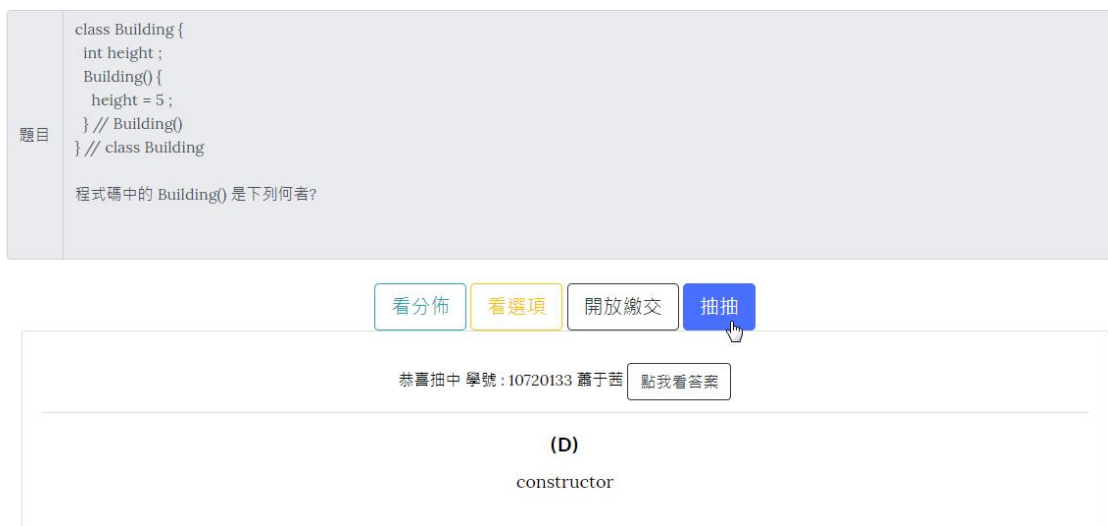 題目
class Building {
int height ;
Building() {
height = 5 ;
} // Building()
} // class Building
程式碼中的 Building() 是下列何者?
看分佈 看選項 開放繳交 抽抽
恭喜抽中 學號 : 10720133 蕭于茜 點我看答案
(D)
constructor